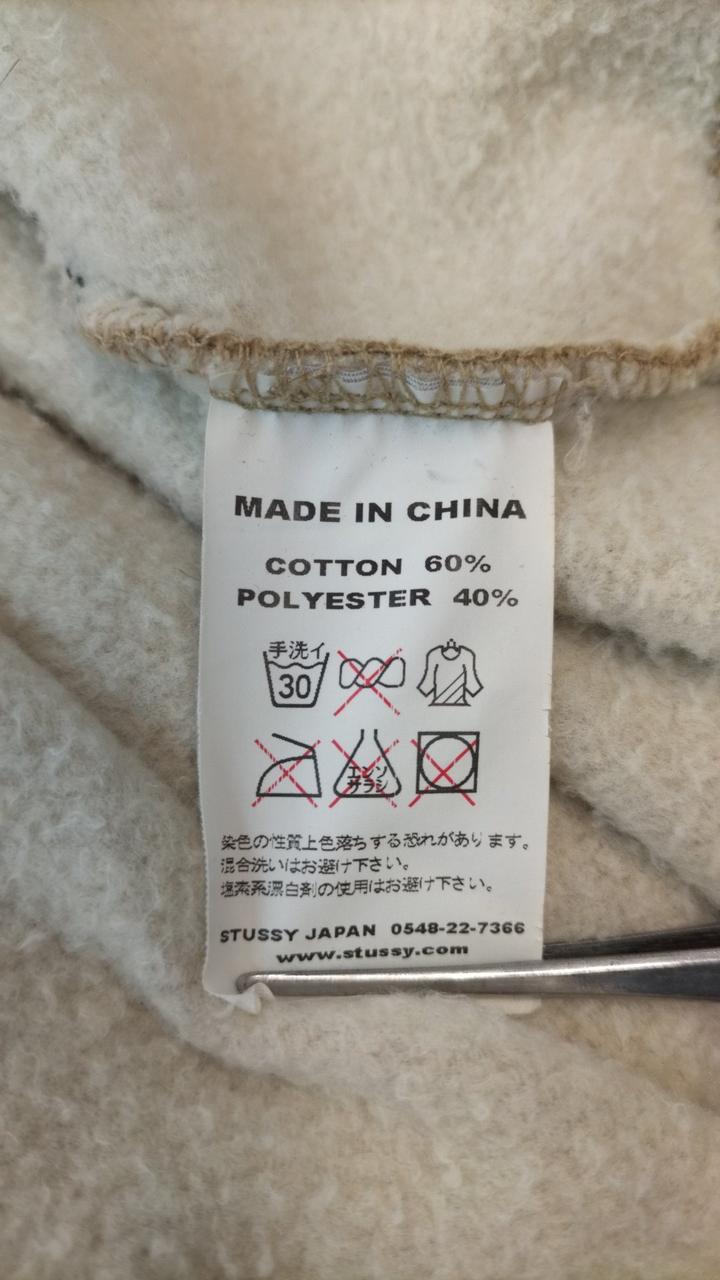 MADE IN CHINA
COTTON 60%
POLYESTER 40%
手洗イ
30
エンソ
サラシ
染色の性質上色落ちする恐れがあります。
混合洗いはお避け下さい。
塩素系漂白剤の使用はお避け下さい。
STUSSY JAPAN 0548-22-7366
www.stussy.com